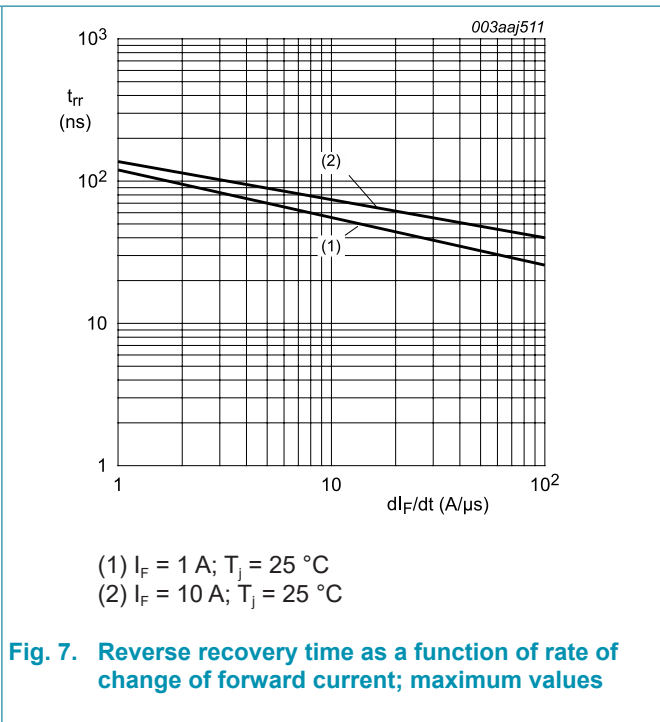 003aaj511
10³
t_rr
(ns)
(2)
10²
(1)
10
1
1
10
10²
dI_F/dt (A/µs)
(1) I_F = 1 A; T_j = 25 °C
(2) I_F = 10 A; T_j = 25 °C
Fig. 7. Reverse recovery time as a function of rate of
change of forward current; maximum values